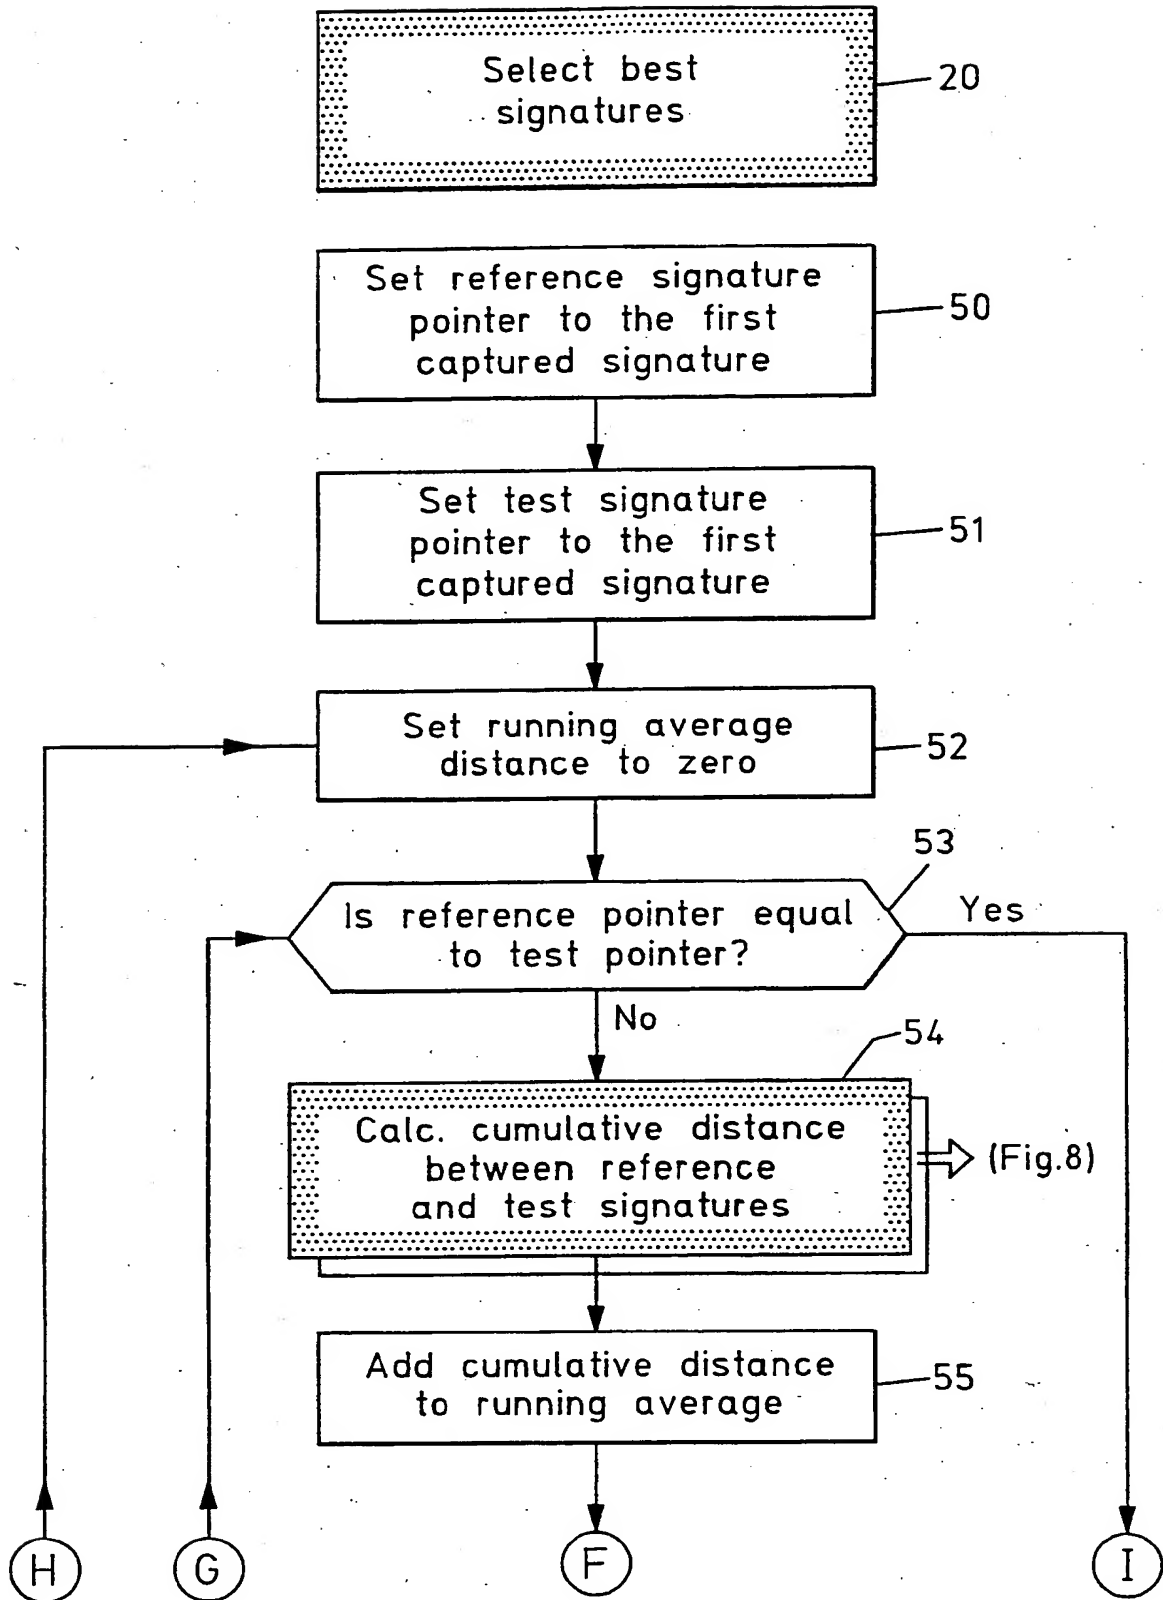 Select best
signatures
20
Set reference signature
pointer to the first
captured signature
50
Set test signature
pointer to the first
captured signature
51
Set running average
distance to zero
52
53
Is reference pointer equal
to test pointer?
Yes
No
54
Calc. cumulative distance
between reference
and test signatures
(Fig.8)
Add cumulative distance
to running average
55
H
G
F
I